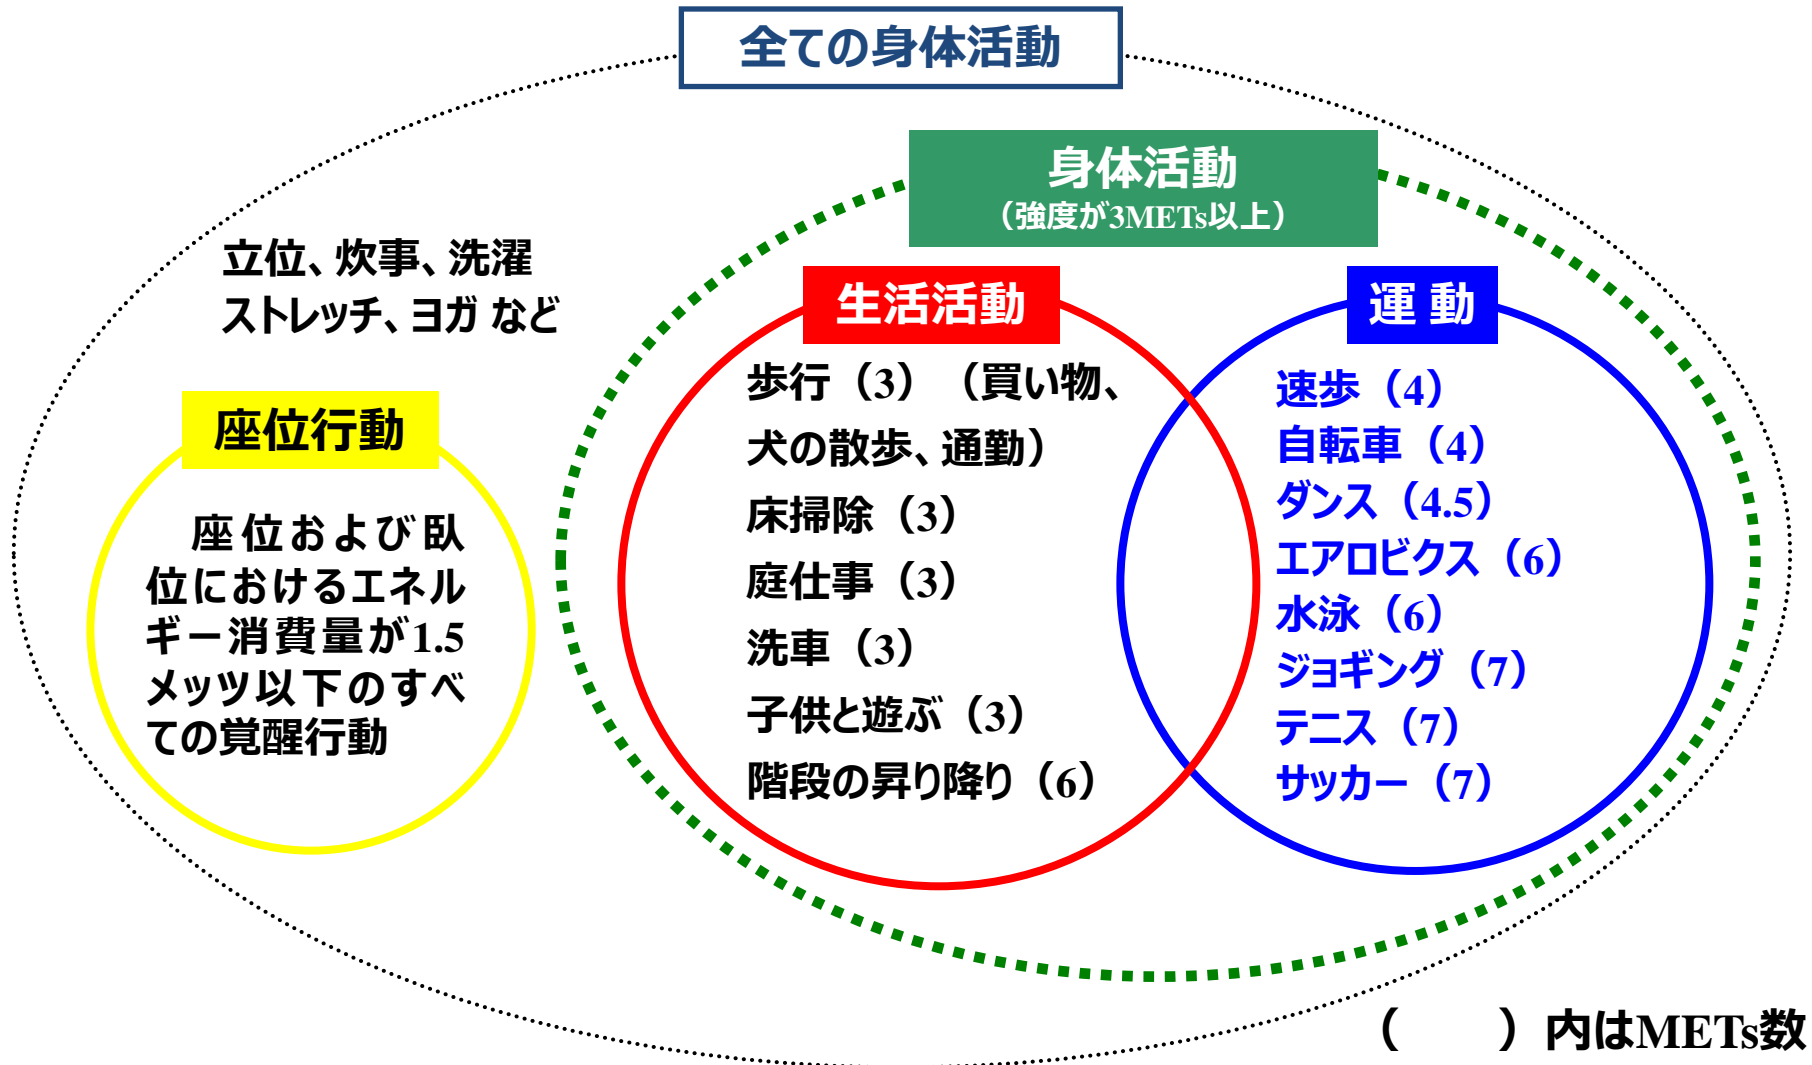 全ての身体活動
身体活動
（強度が3METs以上）
立位、炊事、洗濯
ストレッチ、ヨガ など
座位行動
座位および臥
位におけるエネル
ギー消費量が1.5
メッツ以下のすべ
ての覚醒行動
生活活動
歩行（3）（買い物、
犬の散歩、通勤）
床掃除（3）
庭仕事（3）
洗車（3）
子供と遊ぶ（3）
階段の昇り降り（6）
運 動
速歩（4）
自転車（4）
ダンス（4.5）
エアロビクス（6）
水泳（6）
ジョギング（7）
テニス（7）
サッカー（7）
（　　）内はMETs数